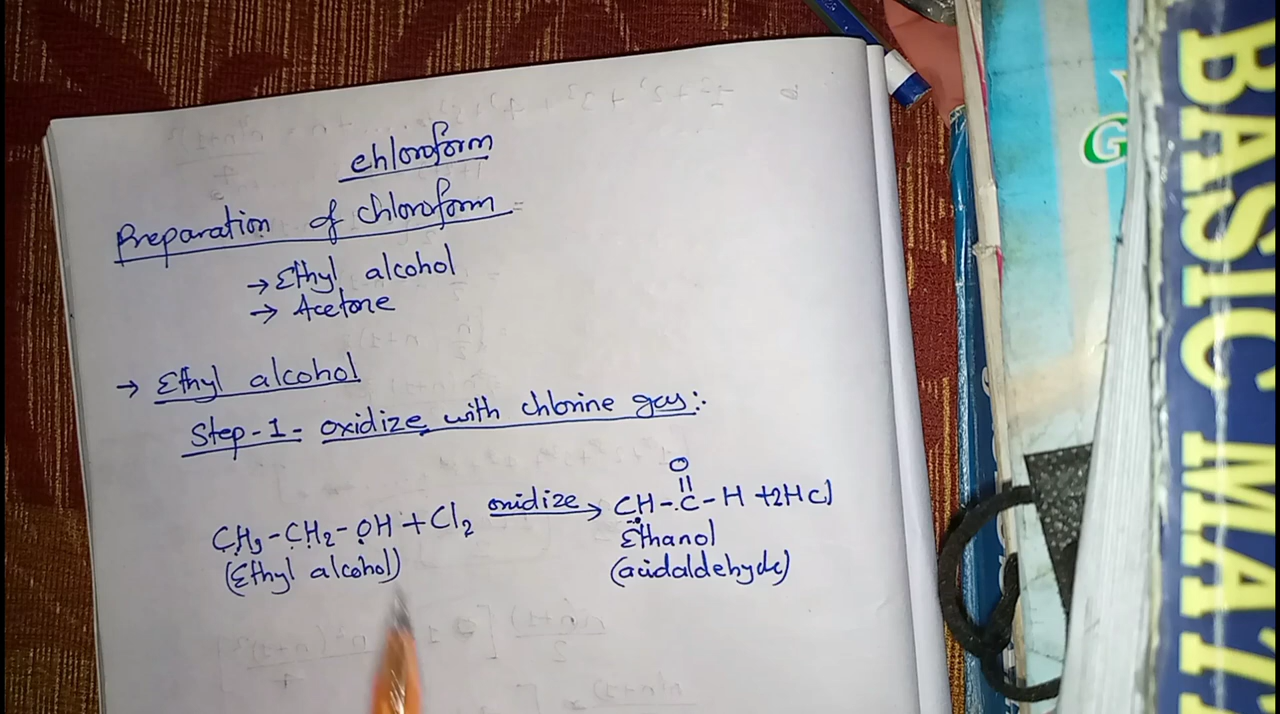 chloroform
Preparation of chloroform
→ Ethyl alcohol
→ Acetone
→ Ethyl alcohol
Step-1- oxidize with chlorine gas:
O
CH₃-CH₂-OH + Cl₂ oxidize → CH-C-H +2HCl
(Ethyl alcohol)
Ethanol
(acidaldehyde)
BASIC MAT
G